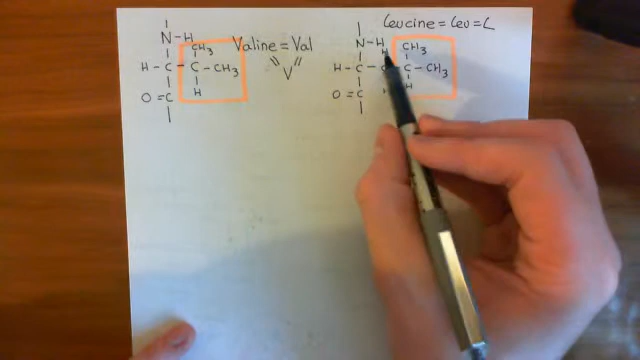 Leucine = Leu = L
N-H
CH3
Valine = Val
"V"
H-C-C-CH3
H
O=C
N-H
H
CH3
H-C-C-C-CH3
H
H
O=C